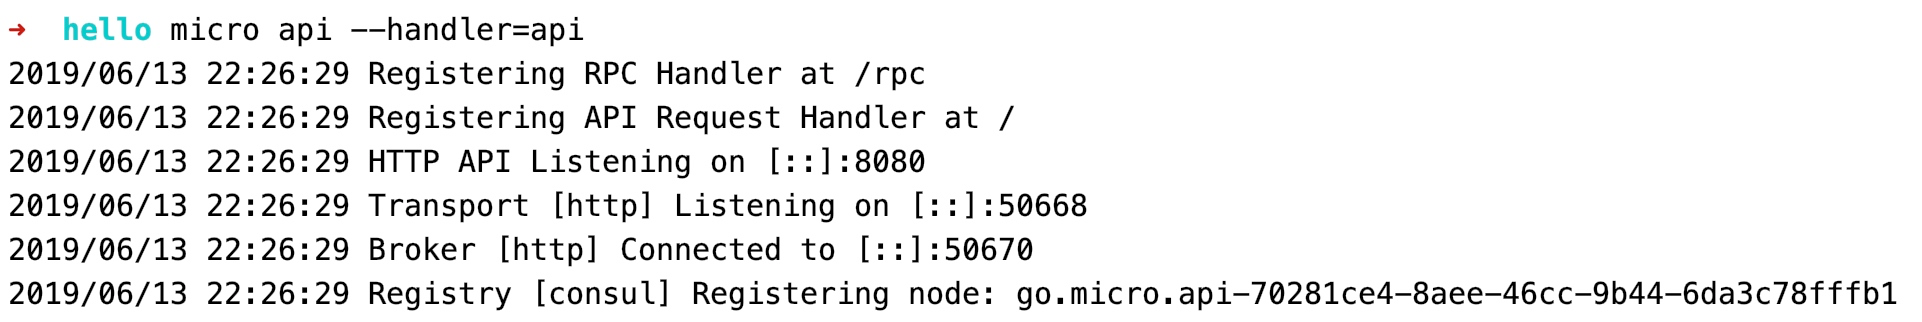 ➜  hello micro api --handler=api
2019/06/13 22:26:29 Registering RPC Handler at /rpc
2019/06/13 22:26:29 Registering API Request Handler at /
2019/06/13 22:26:29 HTTP API Listening on [::]:8080
2019/06/13 22:26:29 Transport [http] Listening on [::]:50668
2019/06/13 22:26:29 Broker [http] Connected to [::]:50670
2019/06/13 22:26:29 Registry [consul] Registering node: go.micro.api-70281ce4-8aee-46cc-9b44-6da3c78fffb1